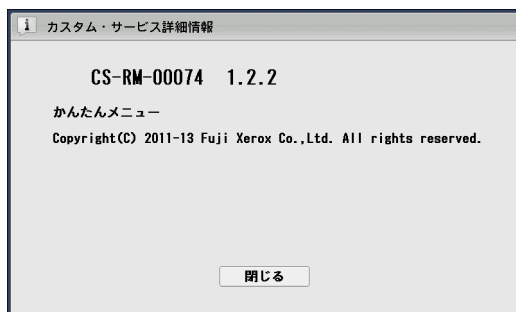 カスタム・サービス詳細情報
CS-RM-00074 1.2.2
かんたんメニュー
Copyright(C) 2011-13 Fuji Xerox Co.,Ltd. All rights reserved.
閉じる